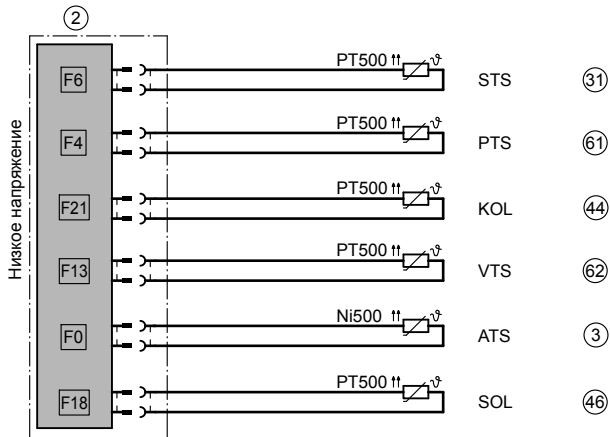 2
Низкое напряжение
F6 PT500 ϑ STS 31
F4 PT500 ϑ PTS 61
F21 PT500 ϑ KOL 44
F13 PT500 ϑ VTS 62
F0 Ni500 ϑ ATS 3
F18 PT500 ϑ SOL 46